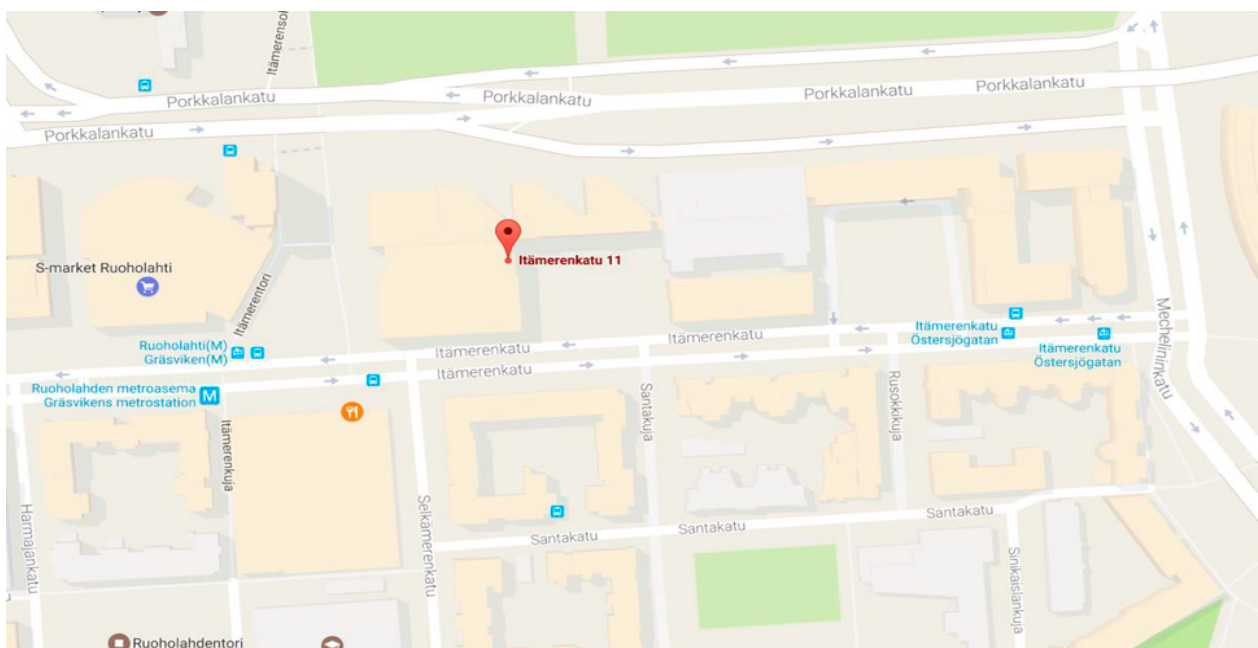 Itämerensol
Porkkalankatu
Porkkalankatu
Porkkalankatu
Porkkalankatu
Porkkalankatu
S-market Ruoholahti
Itämerentori
Itämerenkatu 11
Ruoholahti(M)
Gräsviken(M)
Itämerenkatu
Itämerenkatu
Itämerenkatu
Itämerenkatu
Östersjögatan
Itämerenkatu
Östersjögatan
Mechelininkatu
Ruoholahden metroasema
Gräsvikens metrostation
M
Itämerenkuja
Santakuja
Rusokkikuja
Harmajankatu
Selkämerenkatu
Santakatu
Santakatu
Santakatu
Sinikaislankuja
Ruoholahdentori